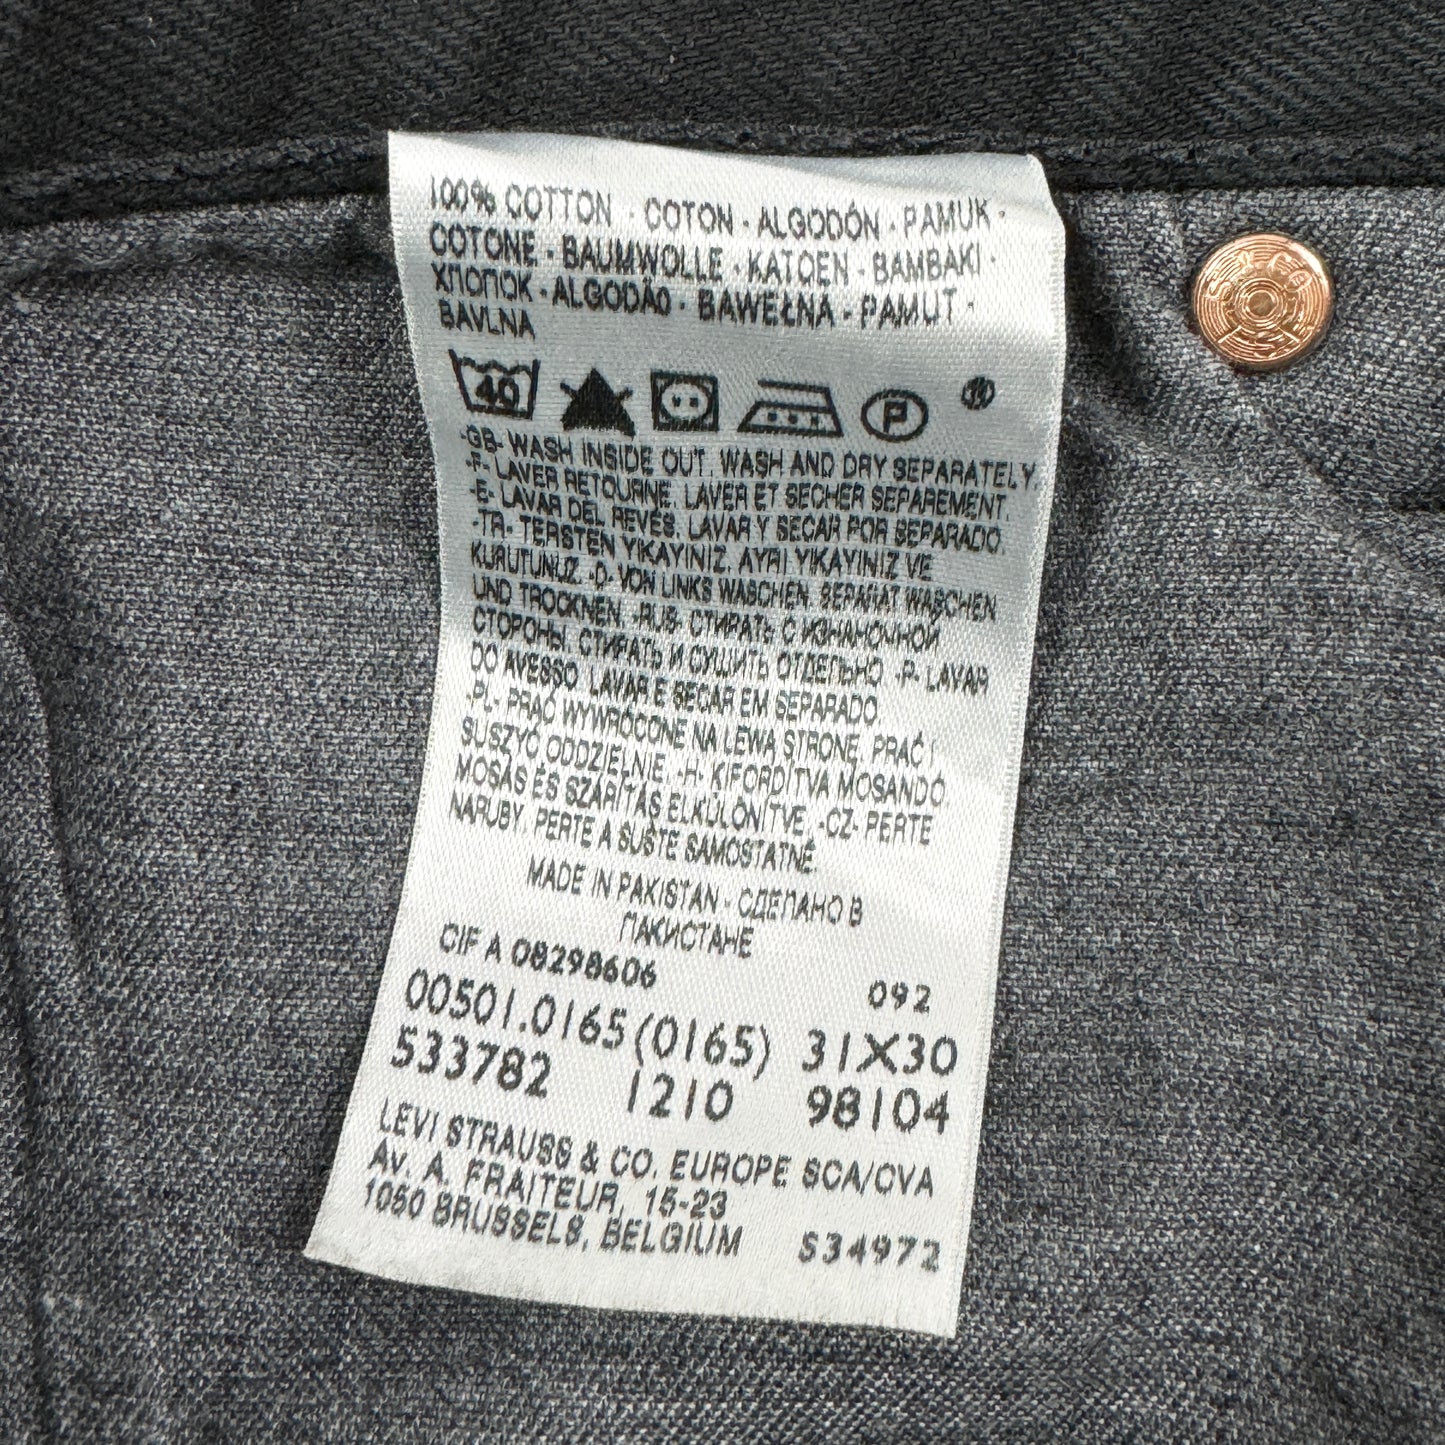 100% COTTON · COTON · ALGODÓN · PAMUK ·
COTONE · BAUMWOLLE · KATOEN · BAMBAKI ·
ХЛОПОК · ALGODÃO · BAWEŁNA · PAMUT ·
BAVLNA
40 P
-GB- WASH INSIDE OUT. WASH AND DRY SEPARATELY.
-F- LAVER RETOURNE. LAVER ET SECHER SEPAREMENT.
-E- LAVAR DEL REVÉS. LAVAR Y SECAR POR SEPARADO.
-TR- TERSTEN YIKAYINIZ. AYRI YIKAYINIZ VE
KURUTUNUZ. -D- VON LINKS WASCHEN. SEPARAT WASCHEN
UND TROCKNEN. -RUS- СТИРАТЬ С ИЗНАНОЧНОЙ
СТОРОНЫ. СТИРАТЬ И СУШИТЬ ОТДЕЛЬНО -P- LAVAR
DO AVESSO. LAVAR E SECAR EM SEPARADO.
-PL- PRAĆ WYWRÓCONE NA LEWĄ STRONĘ. PRAĆ I
SUSZYĆ ODDZIELNIE. -H- KIFORDÍTVA MOSANDÓ.
MOSÁS ÉS SZÁRÍTÁS ELKÜLÖNÍTVE. -CZ- PERTE
NARUBY. PERTE A SUŠTE SAMOSTATNĚ.
MADE IN PAKISTAN - СДЕЛАНО В
ПАКИСТАНЕ
CIF A 08298606 092
00501.0165 (0165) 31X30
533782 1210 98104
LEVI STRAUSS & CO. EUROPE SCA/CVA
AV. A. FRAITEUR, 15-23
1050 BRUSSELS, BELGIUM S34972